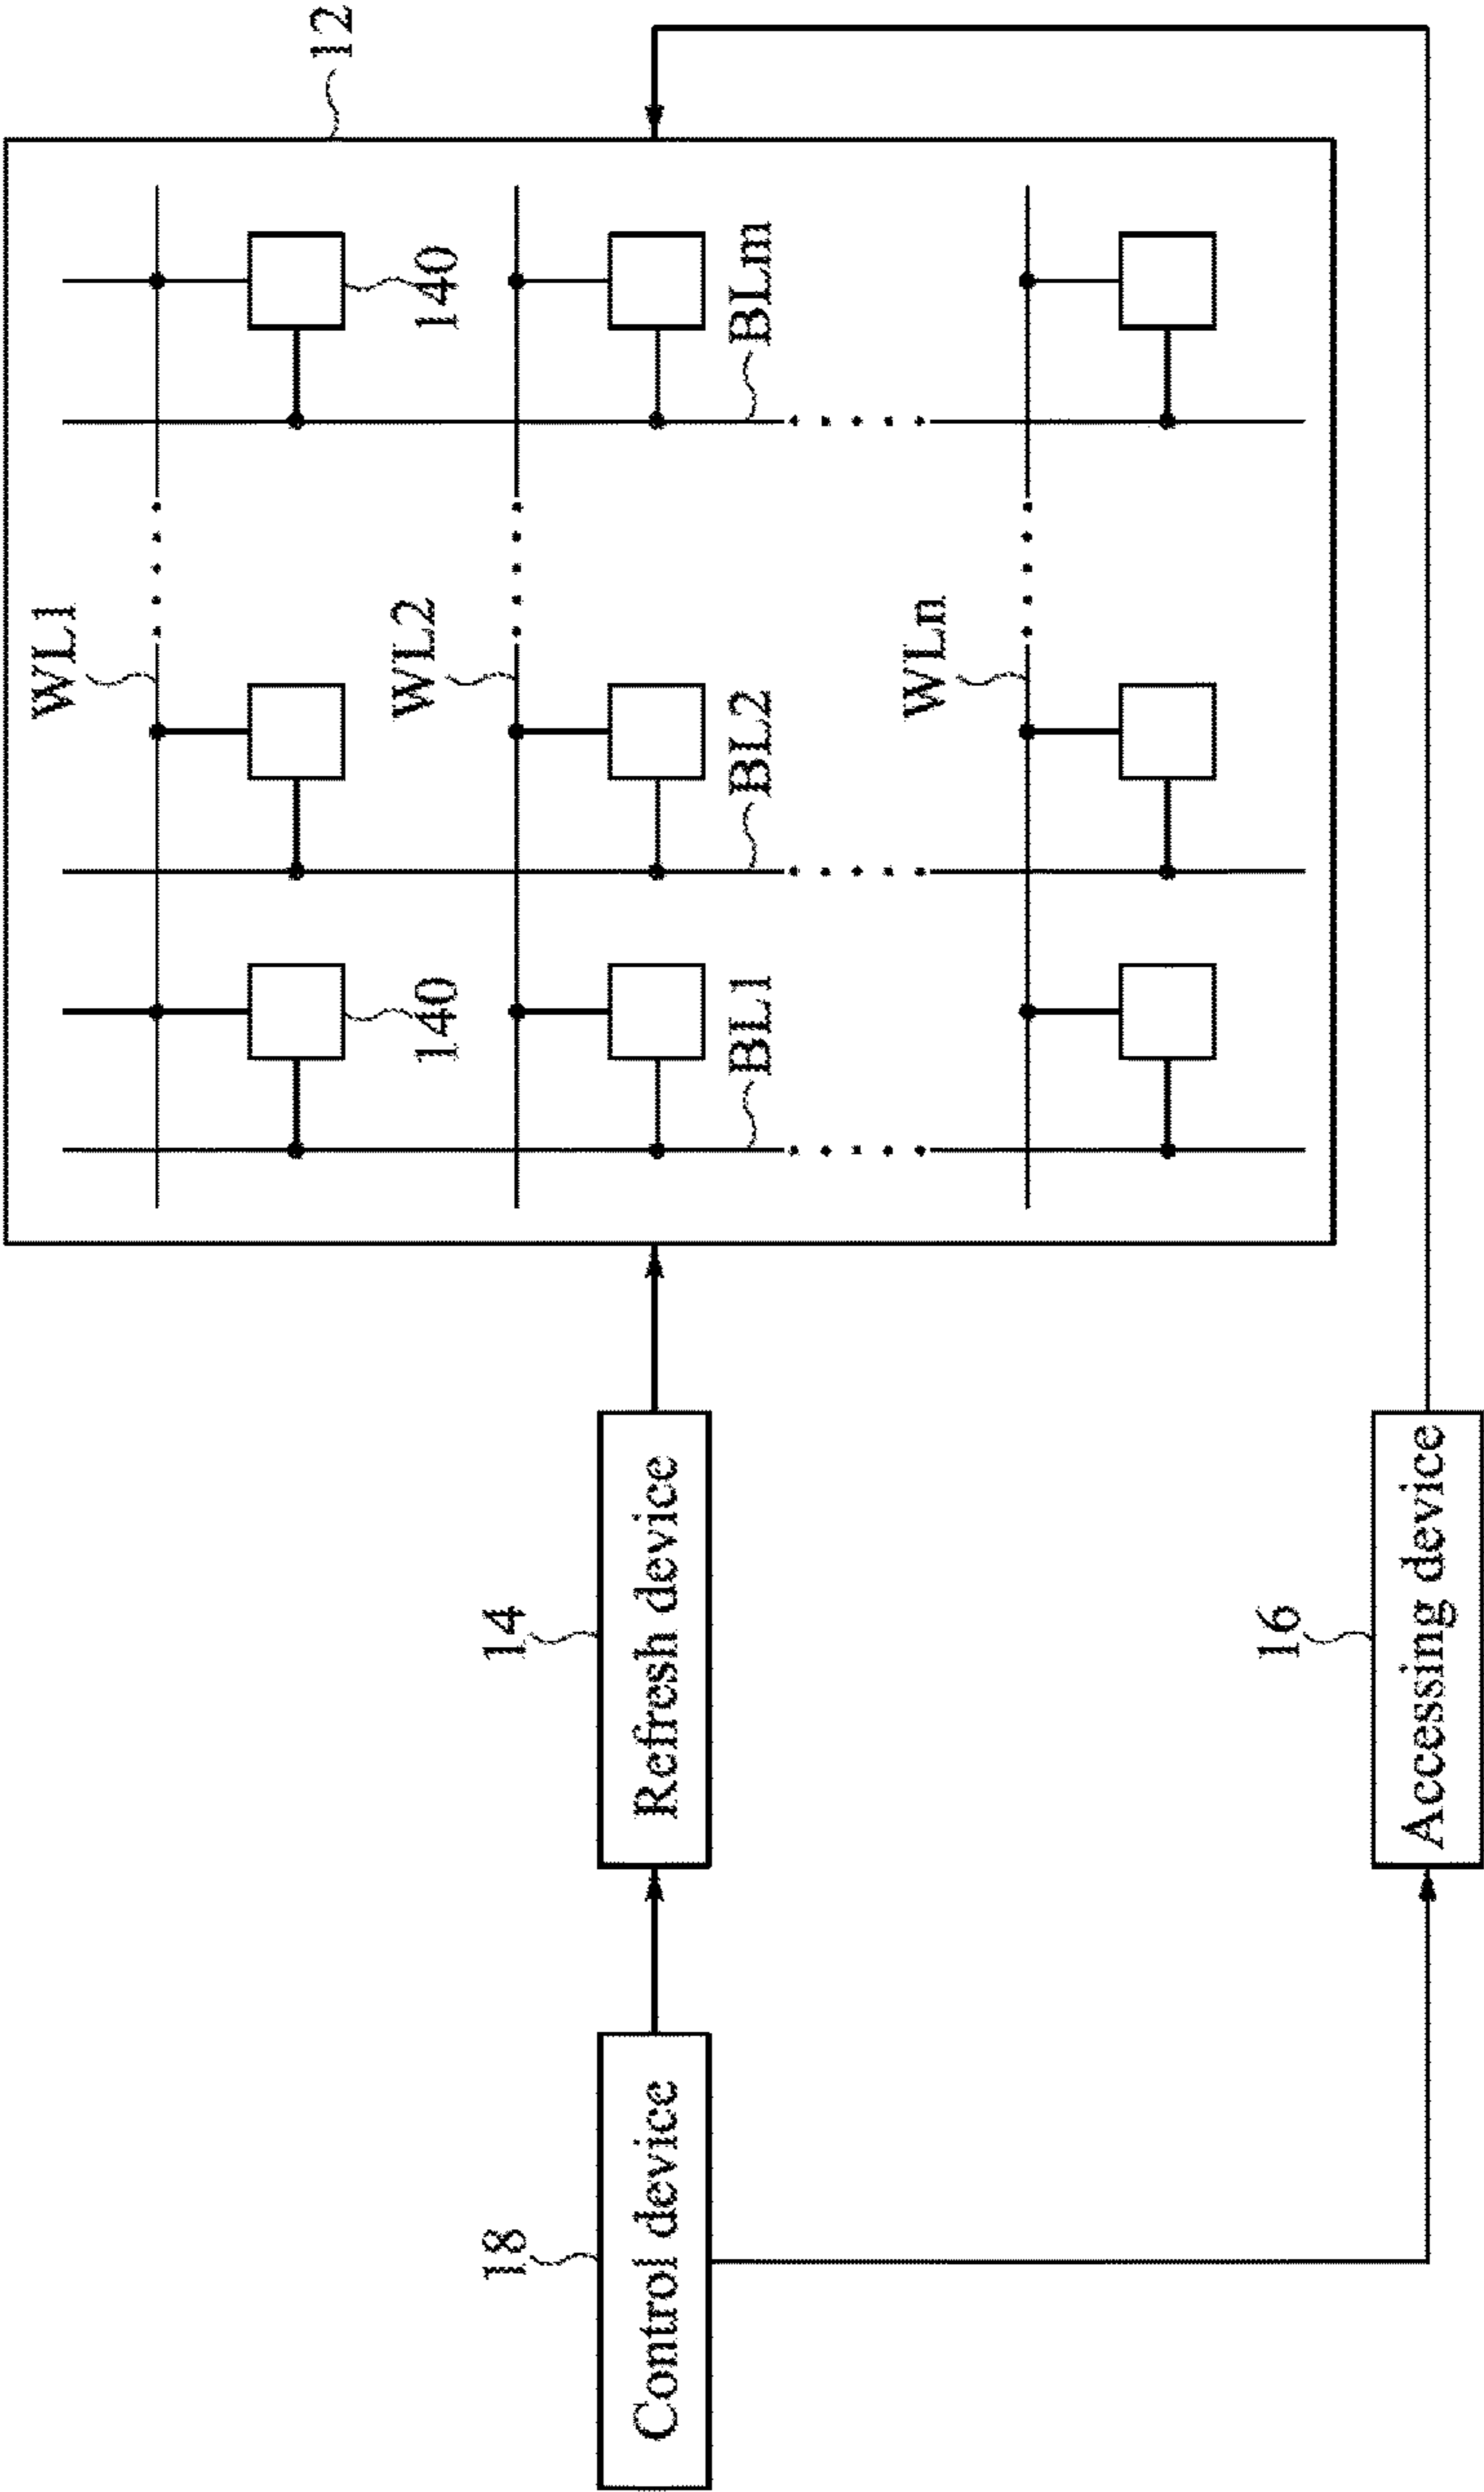 12
WL1
140
140
WL2
BL1
BL2
BLm
WLn
18
Control device
14
Refresh device
16
Accessing device